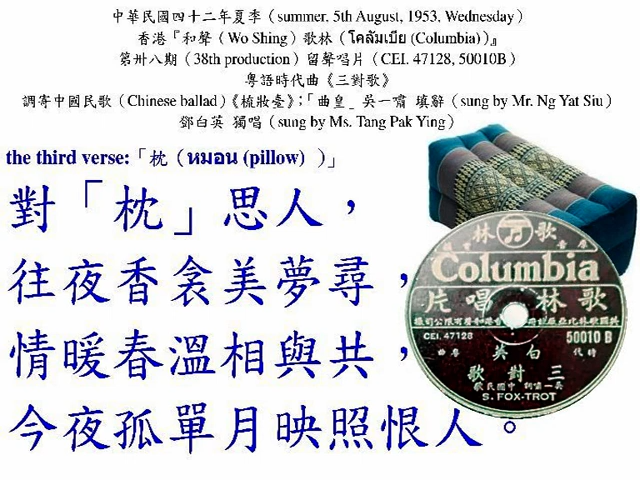 中華民國四十二年夏季（summer. 5th August, 1953. Wednesday）
香港『和聲（Wo Shing）歌林（โคลัมเบีย (Columbia)）』
第卅八期（38th production）留聲唱片（CEI. 47128, 50010B）
粵語時代曲《三對歌》
調寄中國民歌（Chinese ballad）《梳妝臺》；「曲皇」吳一嘯 填辭（sung by Mr. Ng Yat Siu）
鄧白英 獨唱（sung by Ms. Tang Pak Ying）
the third verse:「枕（หมอน (pillow) ）」
對「枕」思人，
往夜香衾美夢尋，
情暖春溫相與共，
今夜孤單月映照恨人。
林 歌
Columbia
片唱 林歌
CEI. 47128
50010 B
曲粵
英白
代時
歌對三
S. FOX-TROT